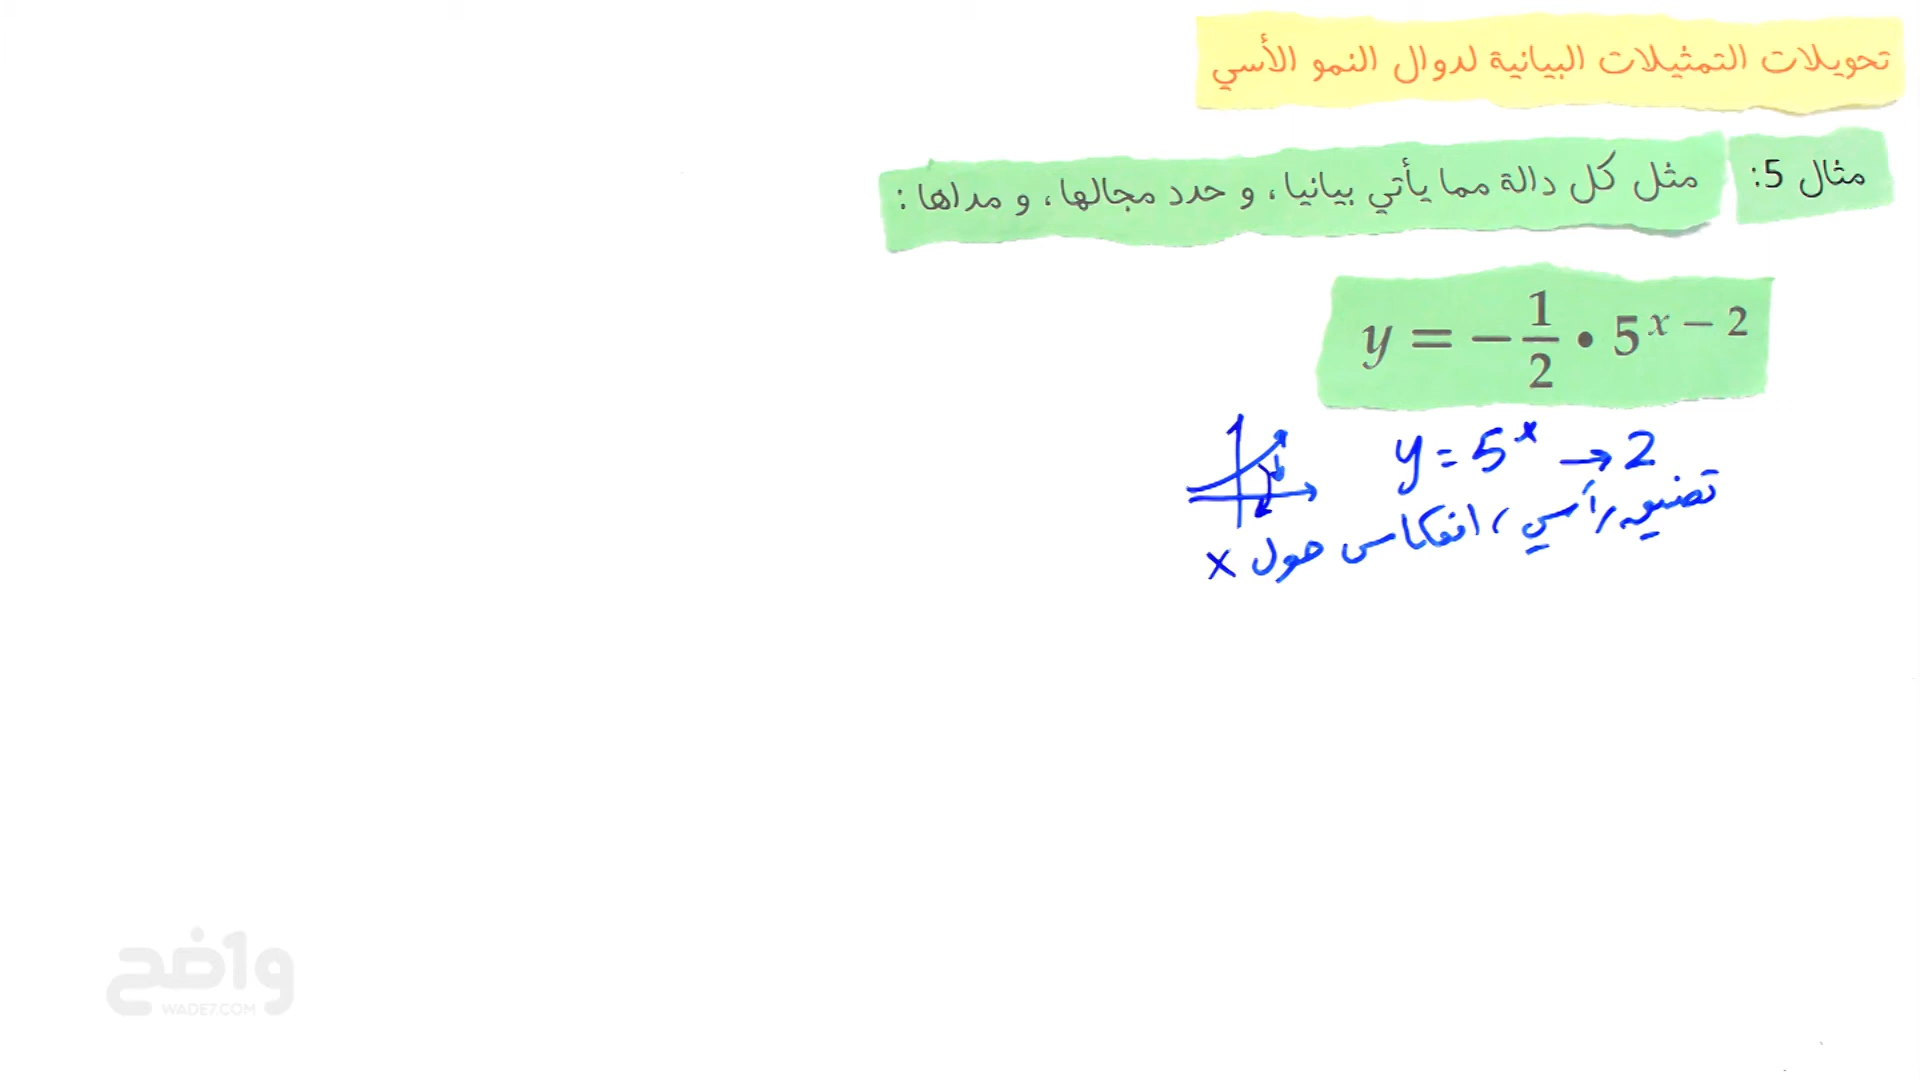 تحويلات التمثيلات البيانية لدوال النمو الأسي
مثال 5: مثل كل دالة مما يأتي بيانيا، و حدد مجالها، و مداها :
y = -1/2 • 5^(x - 2)
y = 5^x → 2
تضييق رأسي، انعكاس حول x
واضح
WADE7.COM